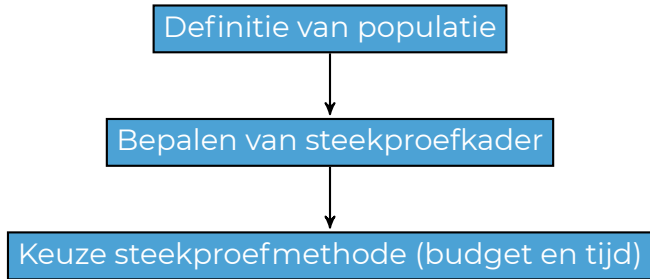 Definitie van populatie
Bepalen van steekproefkader
Keuze steekproefmethode (budget en tijd)